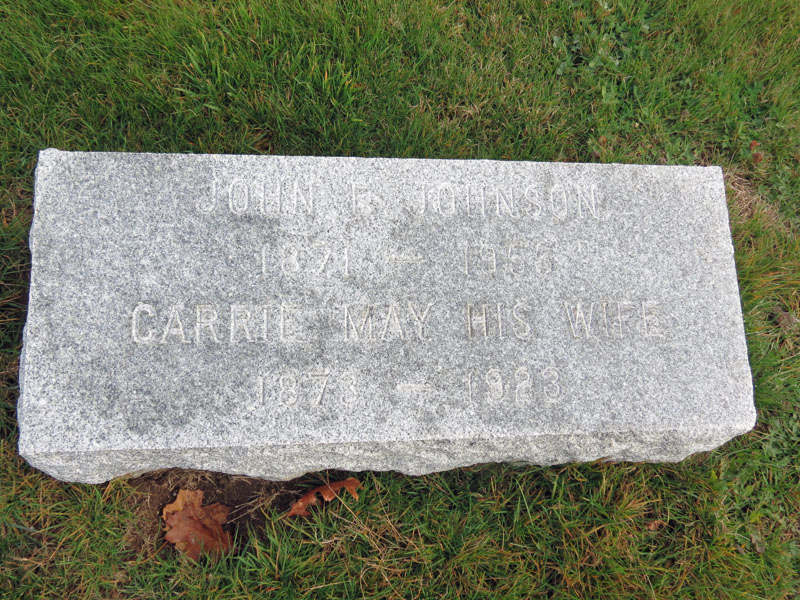 JOHN F. JOHNSON
1871 — 1956
CARRIE MAY HIS WIFE
1873 — 1923